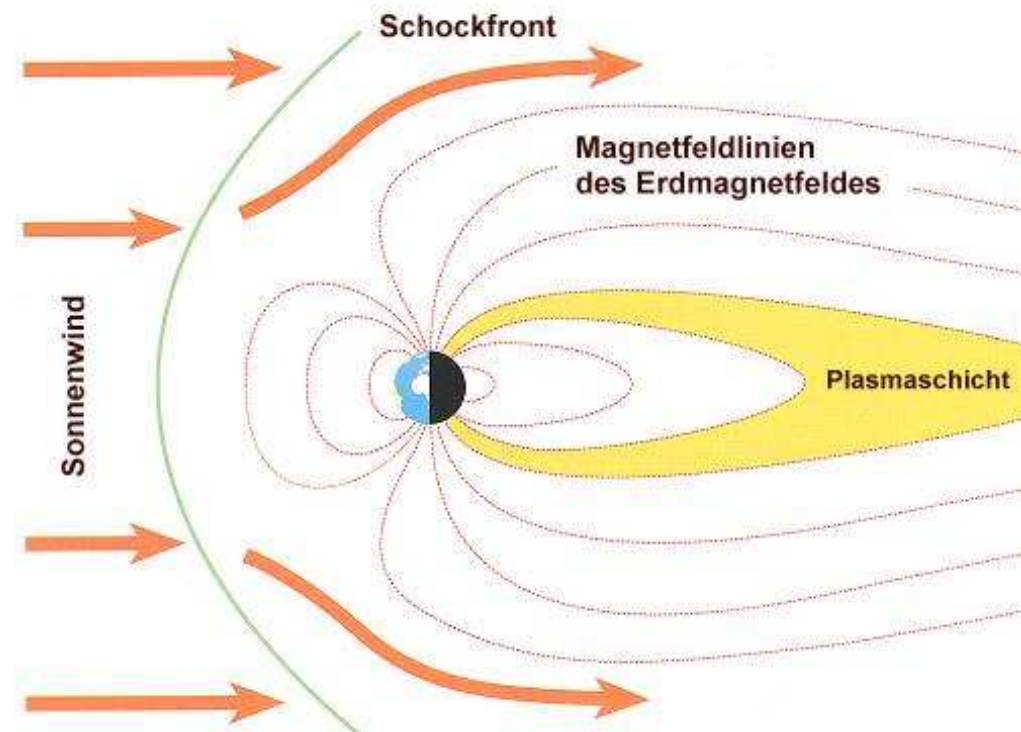 Schockfront
Magnetfeldlinien
des Erdmagnetfeldes
Sonnenwind
Plasmaschicht